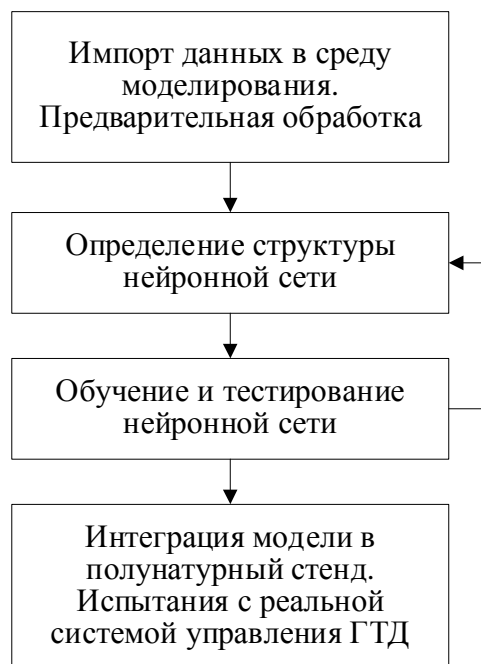 Импорт данных в среду
моделирования.
Предварительная обработка
Определение структуры
нейронной сети
Обучение и тестирование
нейронной сети
Интеграция модели в
полунатурный стенд.
Испытания с реальной
системой управления ГТД